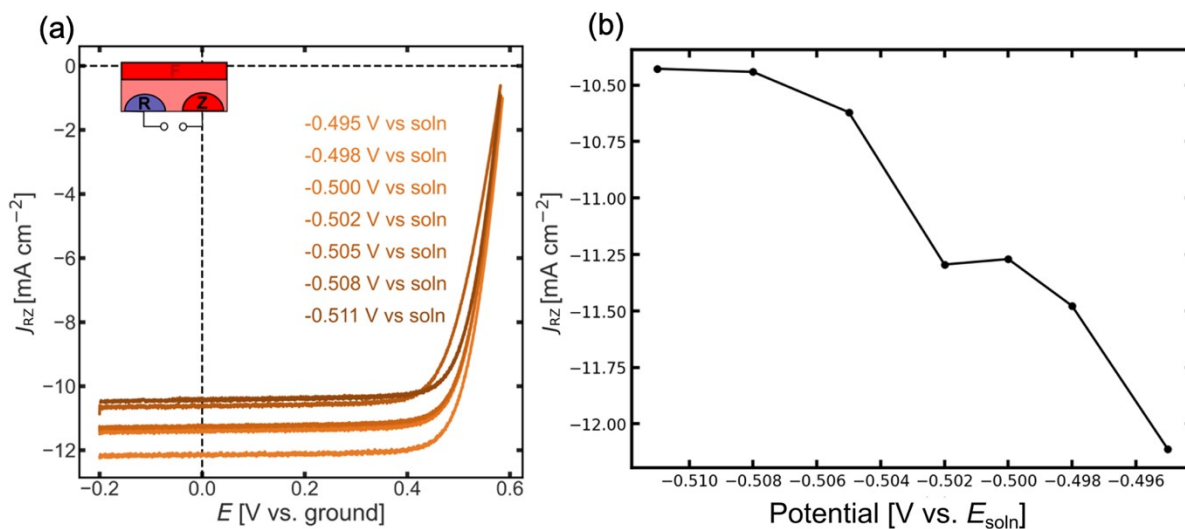 (a)
0
−2
−4
−6
−8
−10
−12
J_RZ [mA cm⁻²]
F
R
Z
-0.495 V vs soln
-0.498 V vs soln
-0.500 V vs soln
-0.502 V vs soln
-0.505 V vs soln
-0.508 V vs soln
-0.511 V vs soln
−0.2 0.0 0.2 0.4 0.6
E [V vs. ground]
(b)
−10.50
−10.75
−11.00
−11.25
−11.50
−11.75
−12.00
J_RZ [mA cm⁻²]
−0.510 −0.508 −0.506 −0.504 −0.502 −0.500 −0.498 −0.496
Potential [V vs. E_soln]